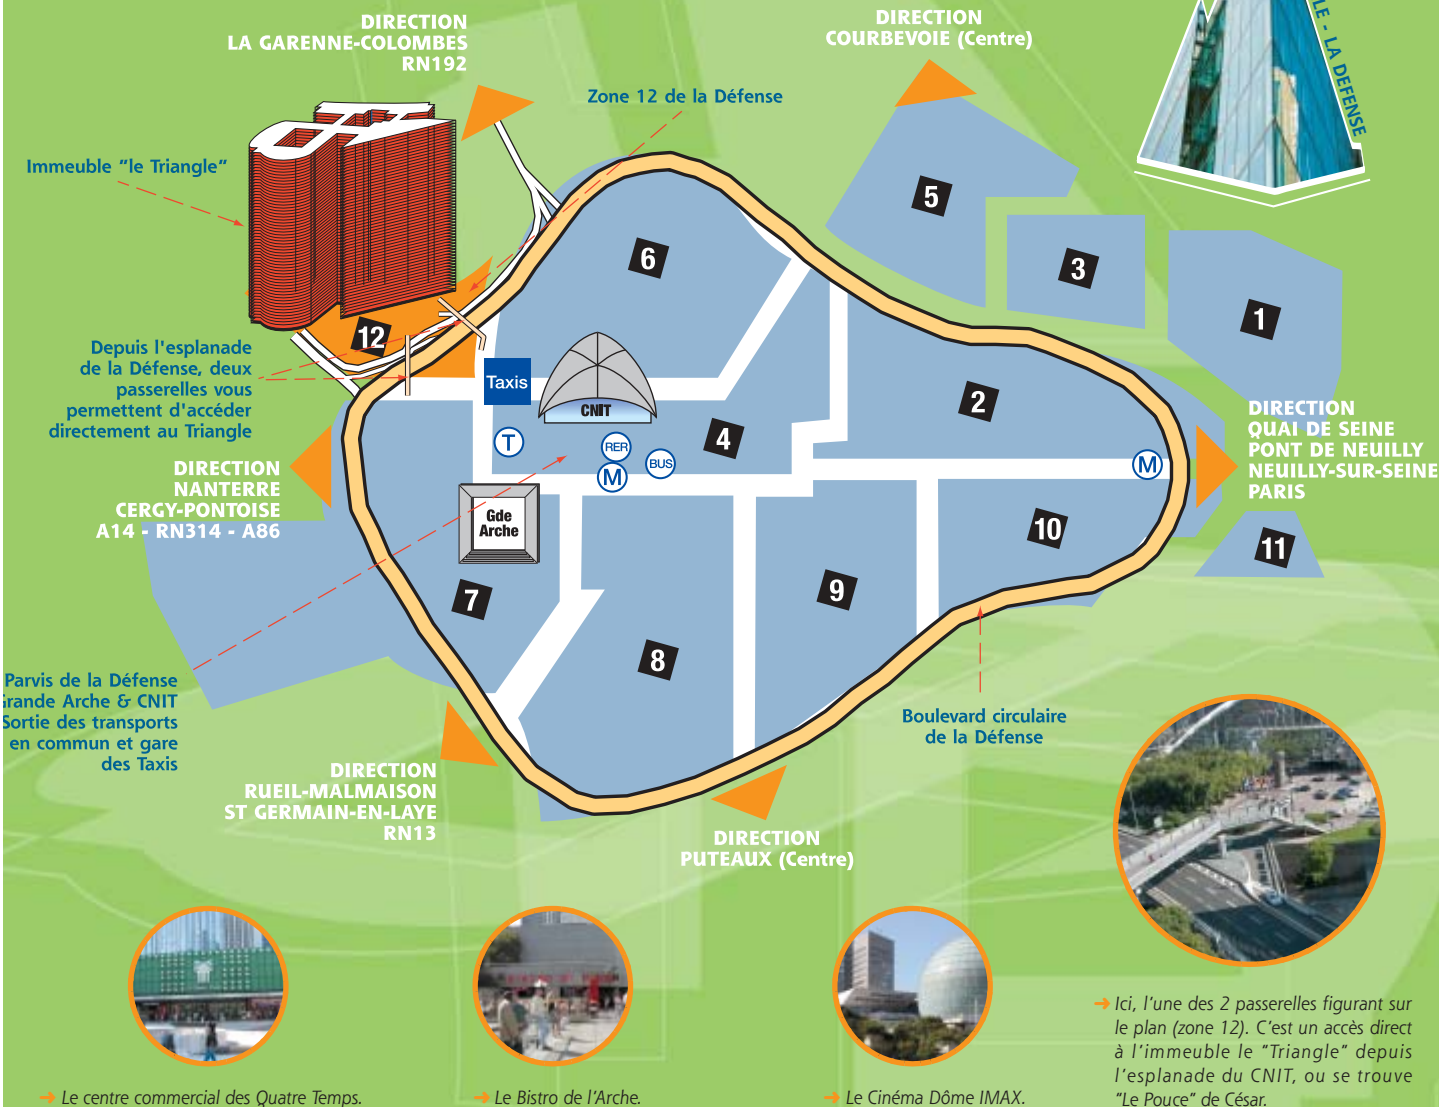 DIRECTION
LA GARENNE-COLOMBES
RN192
DIRECTION
COURBEVOIE (Centre)
LE - LA DEFENSE
Zone 12 de la Défense
Immeuble "le Triangle"
5
6
3
1
12
Depuis l'esplanade
de la Défense, deux
passerelles vous
permettent d'accéder
directement au Triangle
Taxis
CNIT
2
4
T
RER
M
BUS
M
DIRECTION
QUAI DE SEINE
PONT DE NEUILLY
NEUILLY-SUR-SEINE
PARIS
DIRECTION
NANTERRE
CERGY-PONTOISE
A14 - RN314 - A86
Gde
Arche
10
11
7
9
8
Parvis de la Défense
Grande Arche & CNIT
Sortie des transports
en commun et gare
des Taxis
Boulevard circulaire
de la Défense
DIRECTION
RUEIL-MALMAISON
ST GERMAIN-EN-LAYE
RN13
DIRECTION
PUTEAUX (Centre)
➜ Le centre commercial des Quatre Temps.
➜ Le Bistro de l'Arche.
➜ Le Cinéma Dôme IMAX.
➜ Ici, l'une des 2 passerelles figurant sur
le plan (zone 12). C'est un accès direct
à l'immeuble le "Triangle" depuis
l'esplanade du CNIT, ou se trouve
"Le Pouce" de César.